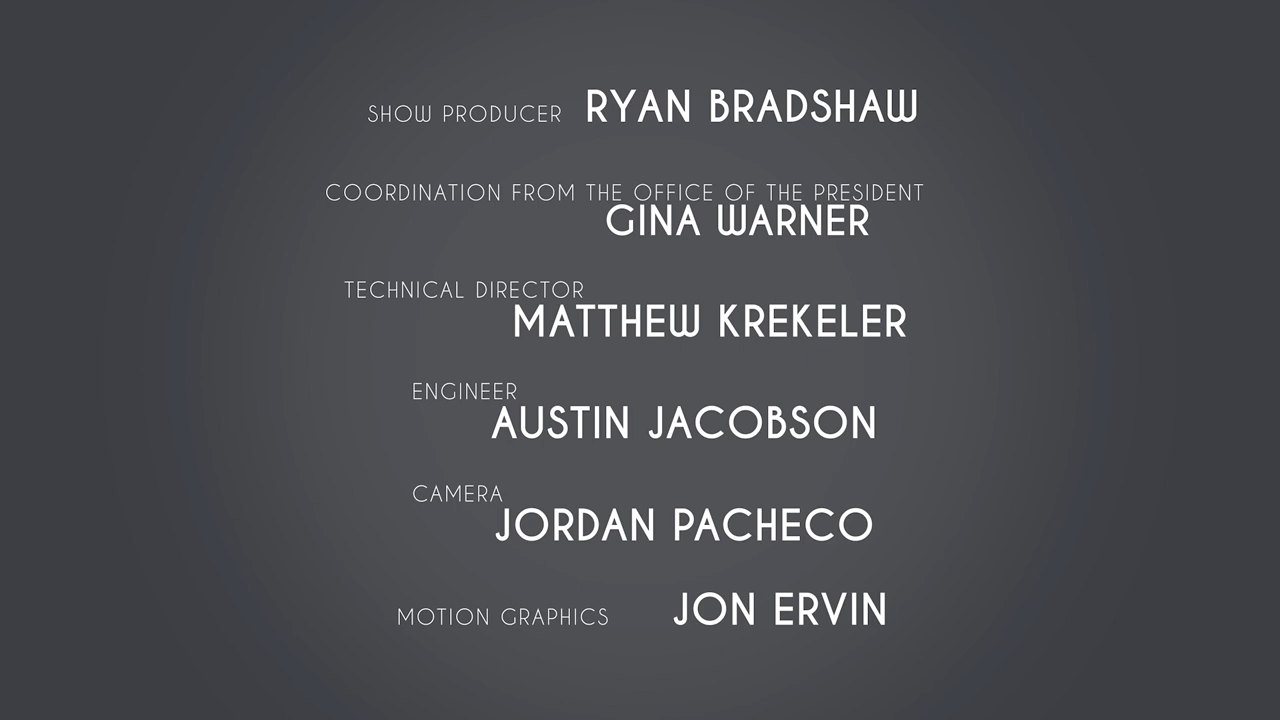 SHOW PRODUCER RYAN BRADSHAW
COORDINATION FROM THE OFFICE OF THE PRESIDENT
GINA WARNER
TECHNICAL DIRECTOR
MATTHEW KREKELER
ENGINEER
AUSTIN JACOBSON
CAMERA
JORDAN PACHECO
MOTION GRAPHICS JON ERVIN